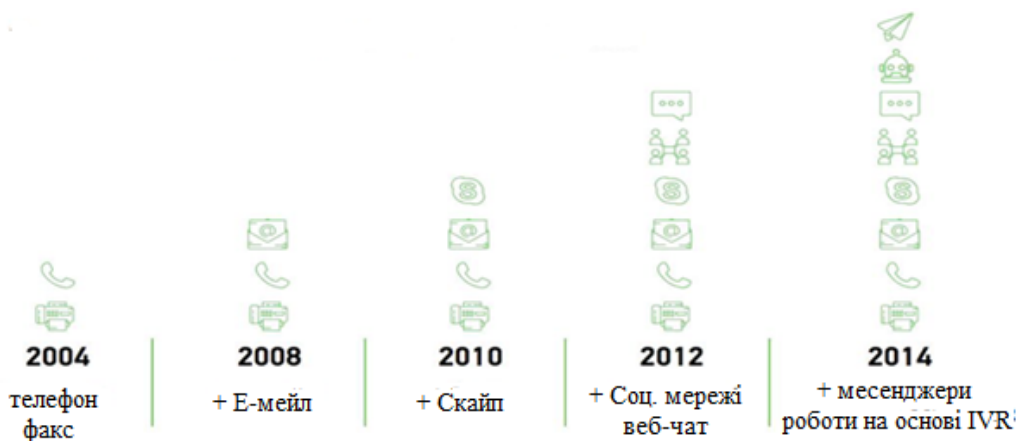 2004
телефон
факс
2008
+ Е-мейл
2010
+ Скайп
2012
+ Соц. мережі
веб-чат
2014
+ месенджери
роботи на основі IVR